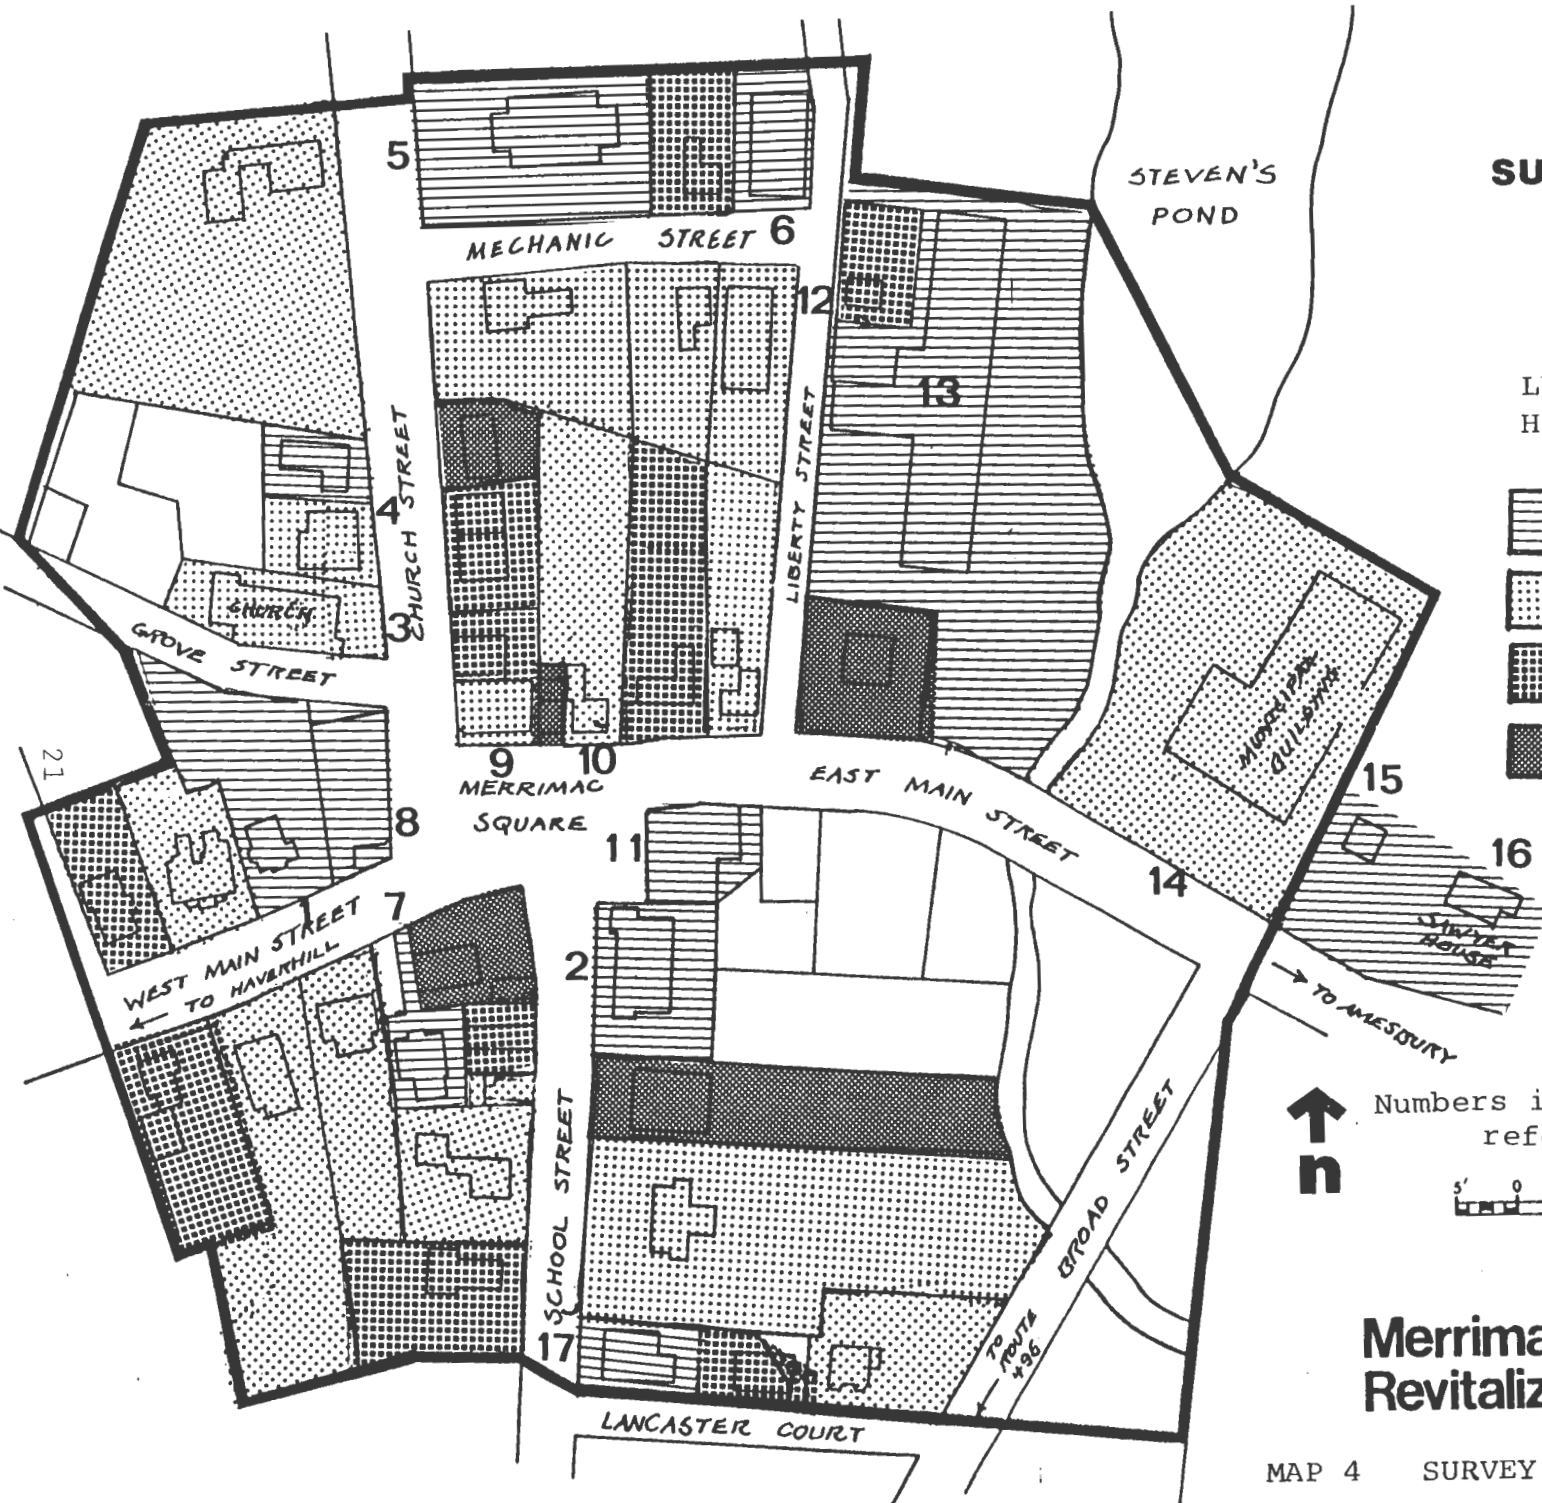 5
MECHANIC STREET 6
STEVEN'S
POND
su
12
13
L
H
CHURCH STREET
LIBERTY STREET
4
CHURCH
3
GROVE STREET
MUNICIPAL
BUILDING
21
9
10
MERRIMAC
SQUARE
EAST MAIN STREET
15
8
11
16
14
7
SAWYER
HOUSE
WEST MAIN STREET
TO HAVERHILL
2
TO AMESBURY
Numbers i
ref
n
5' 0
SCHOOL STREET
BROAD STREET
TO
ROUTE
496
17
LANCASTER COURT
Merrima
Revitaliz
MAP 4 SURVEY